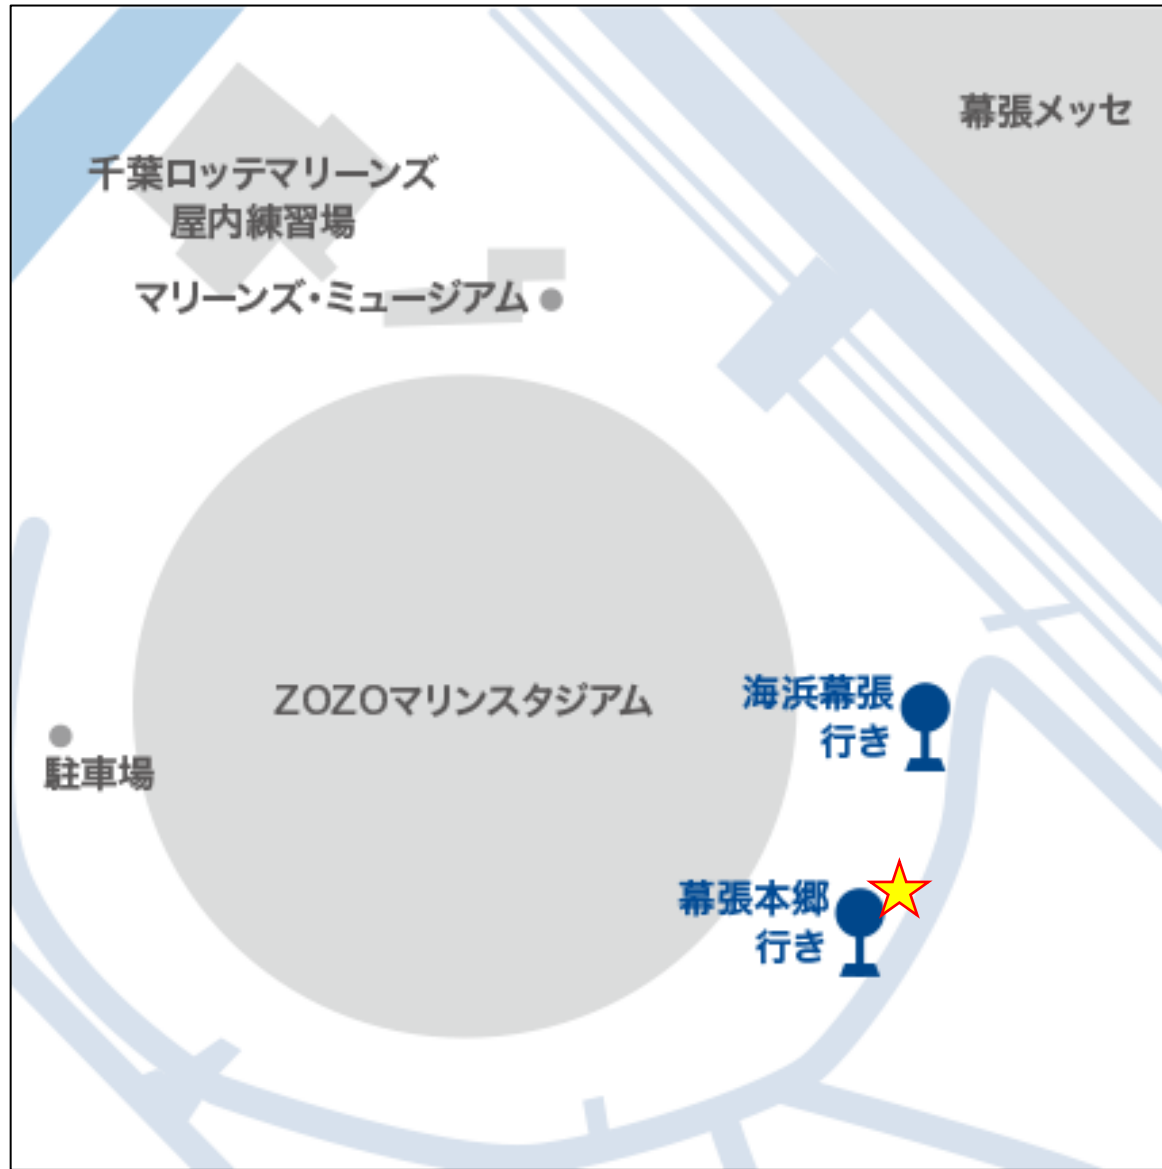 幕張メッセ
千葉ロッテマリーンズ
屋内練習場
マリーンズ・ミュージアム
ZOZOマリンスタジアム
海浜幕張
行き
駐車場
幕張本郷
行き